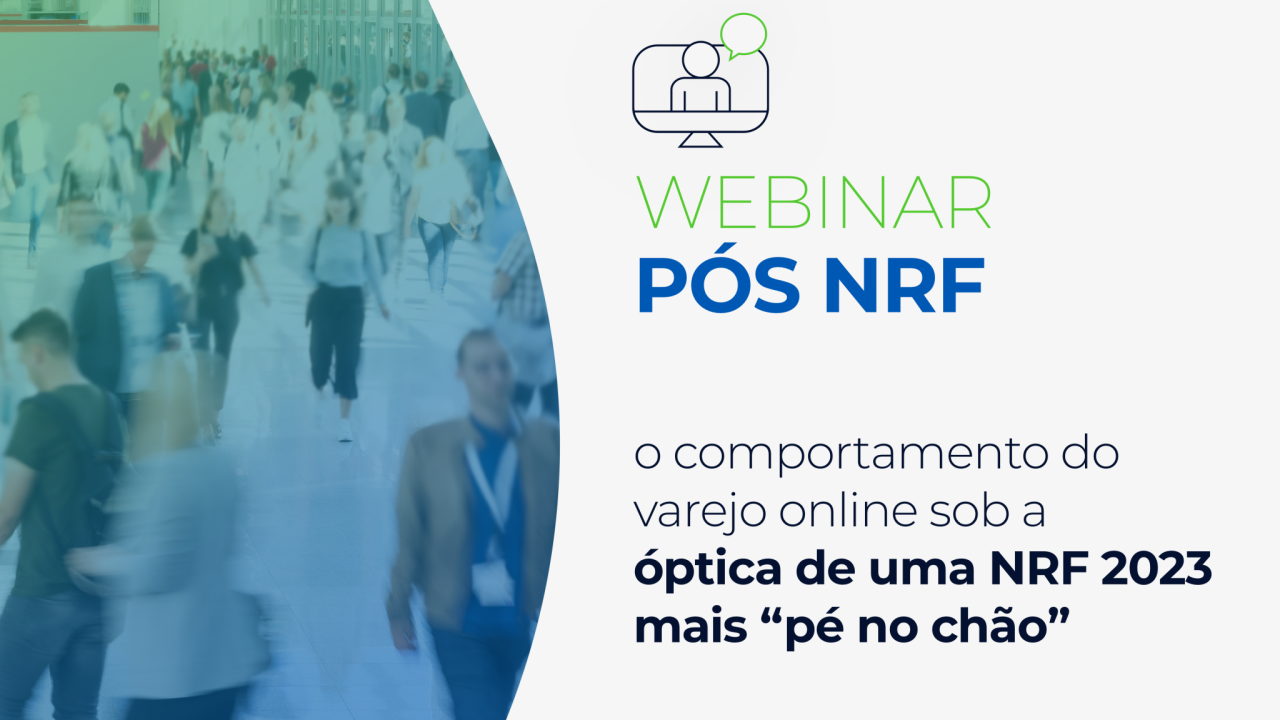 WEBINAR
PÓS NRF
o comportamento do
varejo online sob a
óptica de uma NRF 2023
mais “pé no chão”